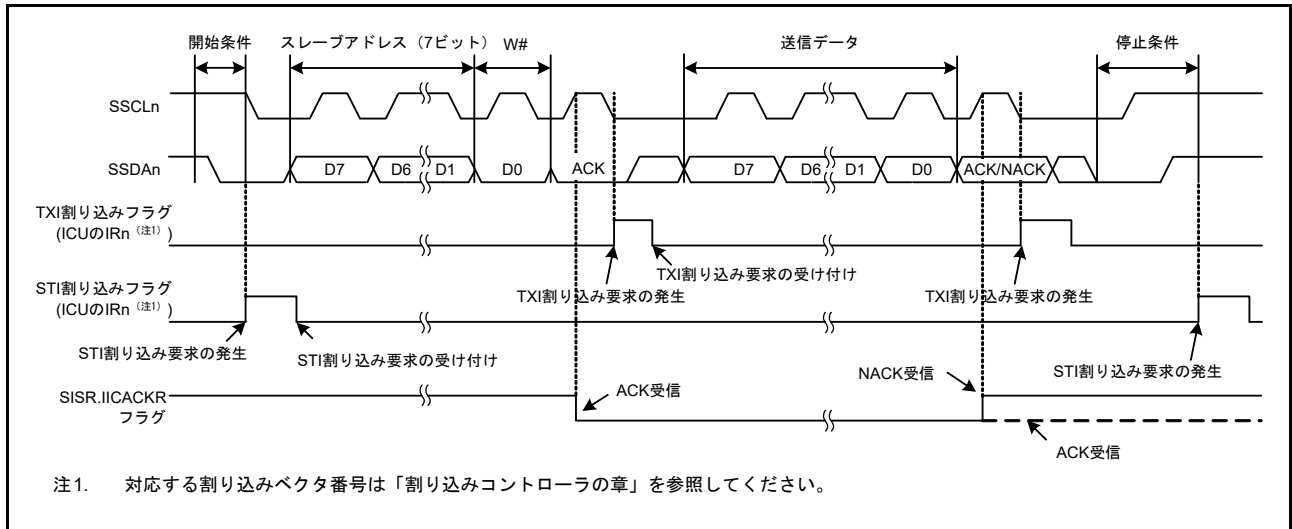 開始条件 スレーブアドレス（7ビット） W# 送信データ 停止条件
SSCLn
SSDAn D7 D6 D1 D0 ACK D7 D6 D1 D0 ACK/NACK
TXI割り込みフラグ
(ICUのIRn（注1）)
TXI割り込み要求の発生 TXI割り込み要求の受け付け TXI割り込み要求の発生
STI割り込みフラグ
(ICUのIRn（注1）)
STI割り込み要求の発生 STI割り込み要求の受け付け STI割り込み要求の発生
SISR.IICACKR
フラグ
ACK受信 NACK受信
ACK受信
注1. 対応する割り込みベクタ番号は「割り込みコントローラの章」を参照してください。